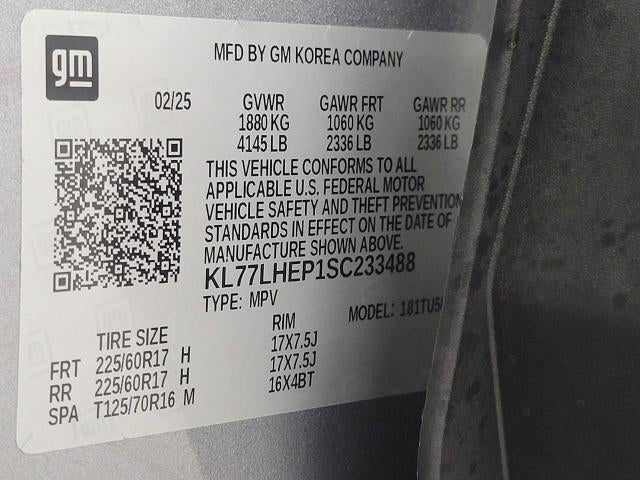 gm
MFD BY GM KOREA COMPANY
02/25 GVWR GAWR FRT GAWR RR
1880 KG 1060 KG 1060 KG
4145 LB 2336 LB 2336 LB
THIS VEHICLE CONFORMS TO ALL
APPLICABLE U.S. FEDERAL MOTOR
VEHICLE SAFETY AND THEFT PREVENTION
STANDARDS IN EFFECT ON THE DATE OF
MANUFACTURE SHOWN ABOVE.
KL77LHEP1SC233488
TYPE: MPV MODEL:
TIRE SIZE RIM
FRT 225/60R17 H 17X7.5J
RR 225/60R17 H 17X7.5J
SPA T125/70R16 M 16X4BT